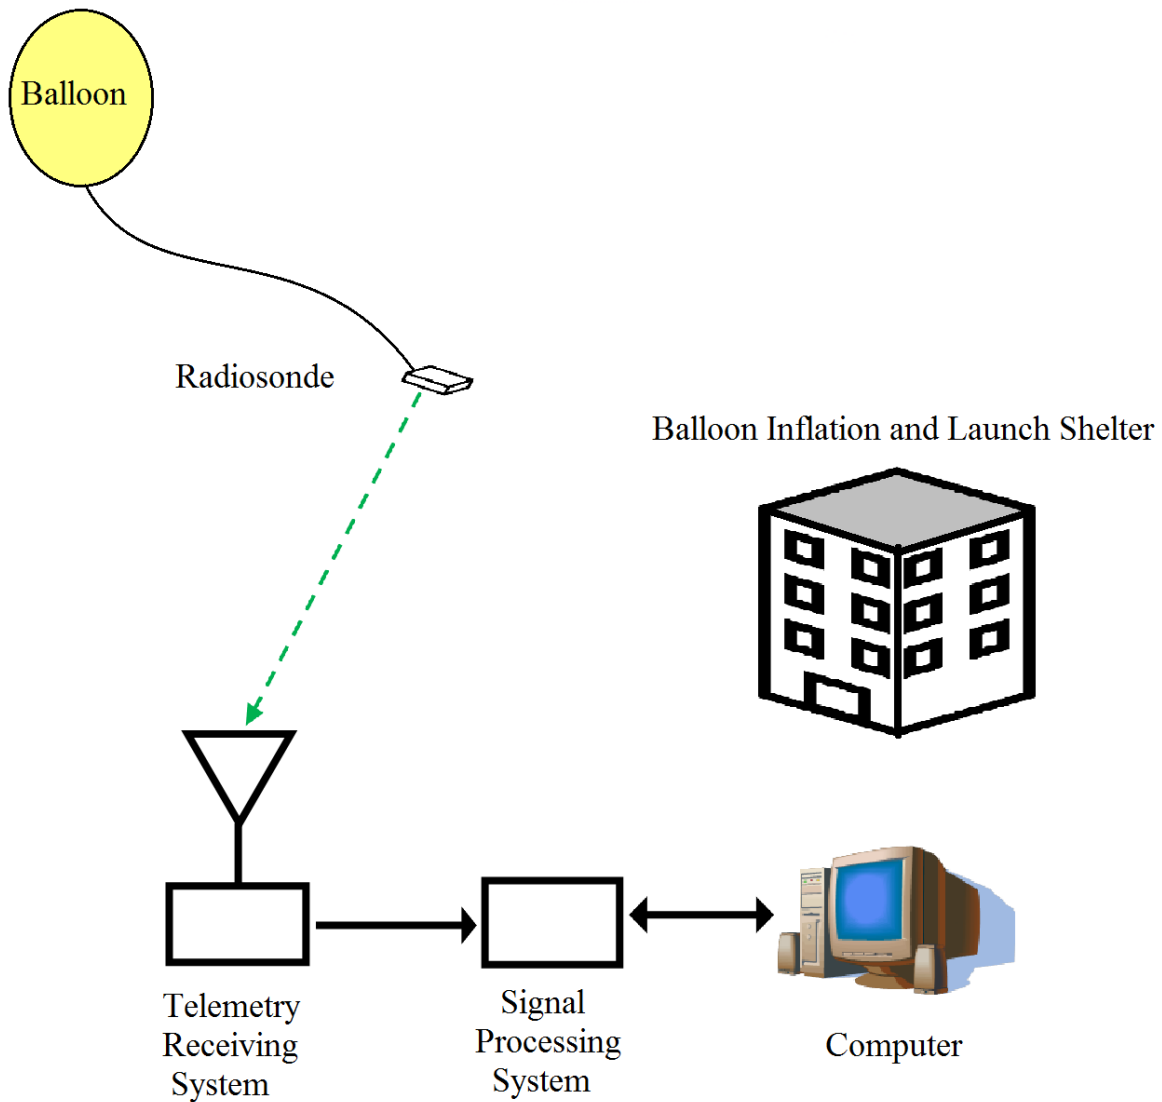 Balloon
Radiosonde
Balloon Inflation and Launch Shelter
Telemetry
Receiving
System
Signal
Processing
System
Computer